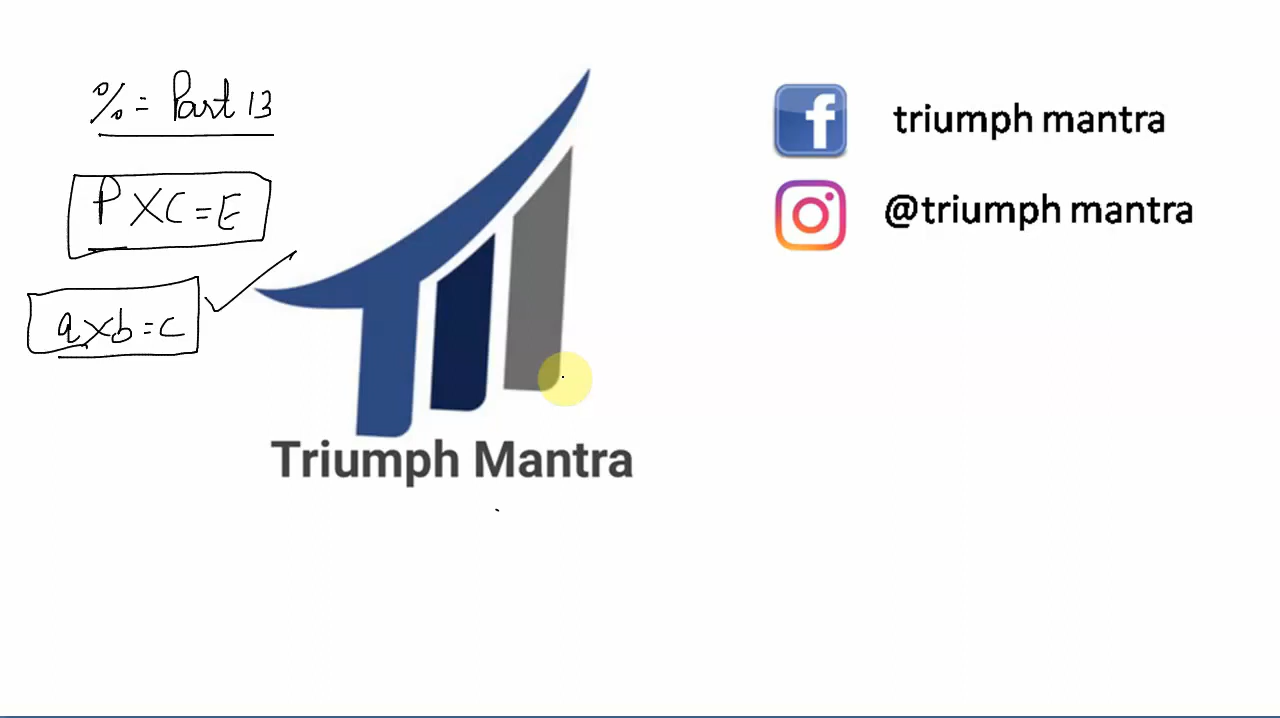 %= Part 13
P X C = E
a x b = c
Triumph Mantra
triumph mantra
@triumph mantra